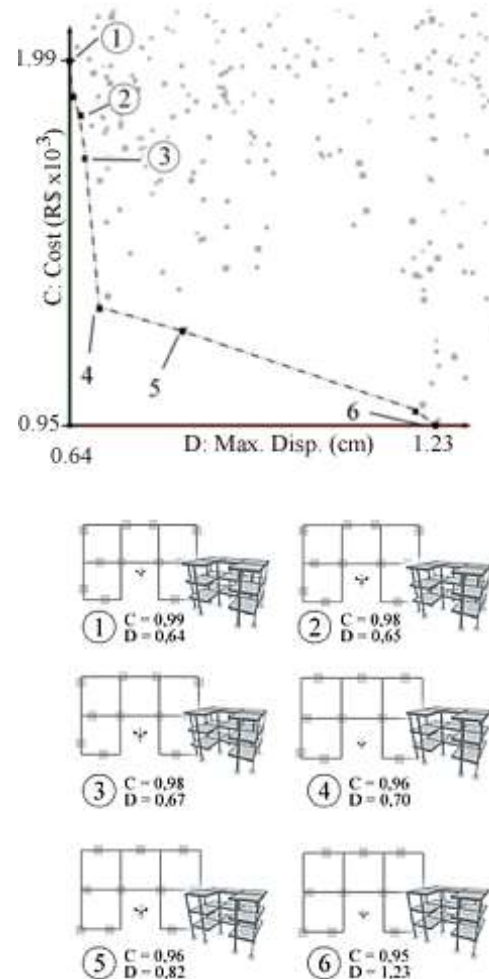 1.99
1
2
3
C: Cost (R$ x10³)
4
5
6
0.95
D: Max. Disp. (cm)
1.23
0.64
1
C = 0,99
D = 0,64
2
C = 0,98
D = 0,65
3
C = 0,98
D = 0,67
4
C = 0,96
D = 0,70
5
C = 0,96
D = 0,82
6
C = 0,95
D = 1,23